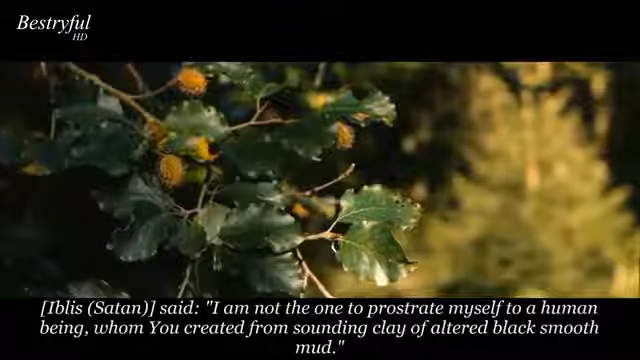 Bestryful
HD
[Iblis (Satan)] said: "I am not the one to prostrate myself to a human
being, whom You created from sounding clay of altered black smooth
mud."